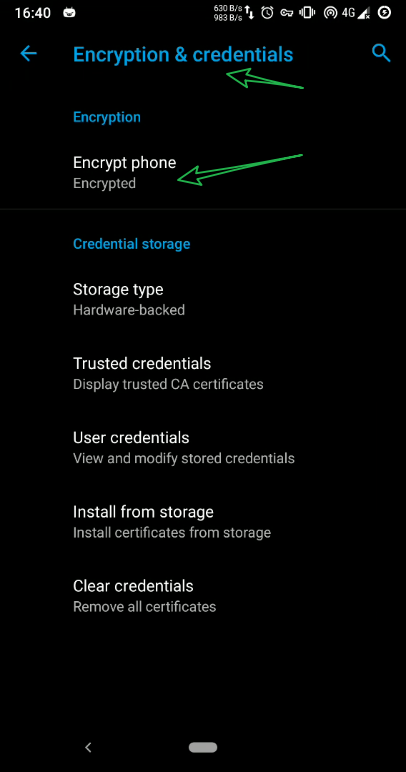 16:40 630 B/s 4G
983 B/s
Encryption & credentials
Encryption
Encrypt phone
Encrypted
Credential storage
Storage type
Hardware-backed
Trusted credentials
Display trusted CA certificates
User credentials
View and modify stored credentials
Install from storage
Install certificates from storage
Clear credentials
Remove all certificates